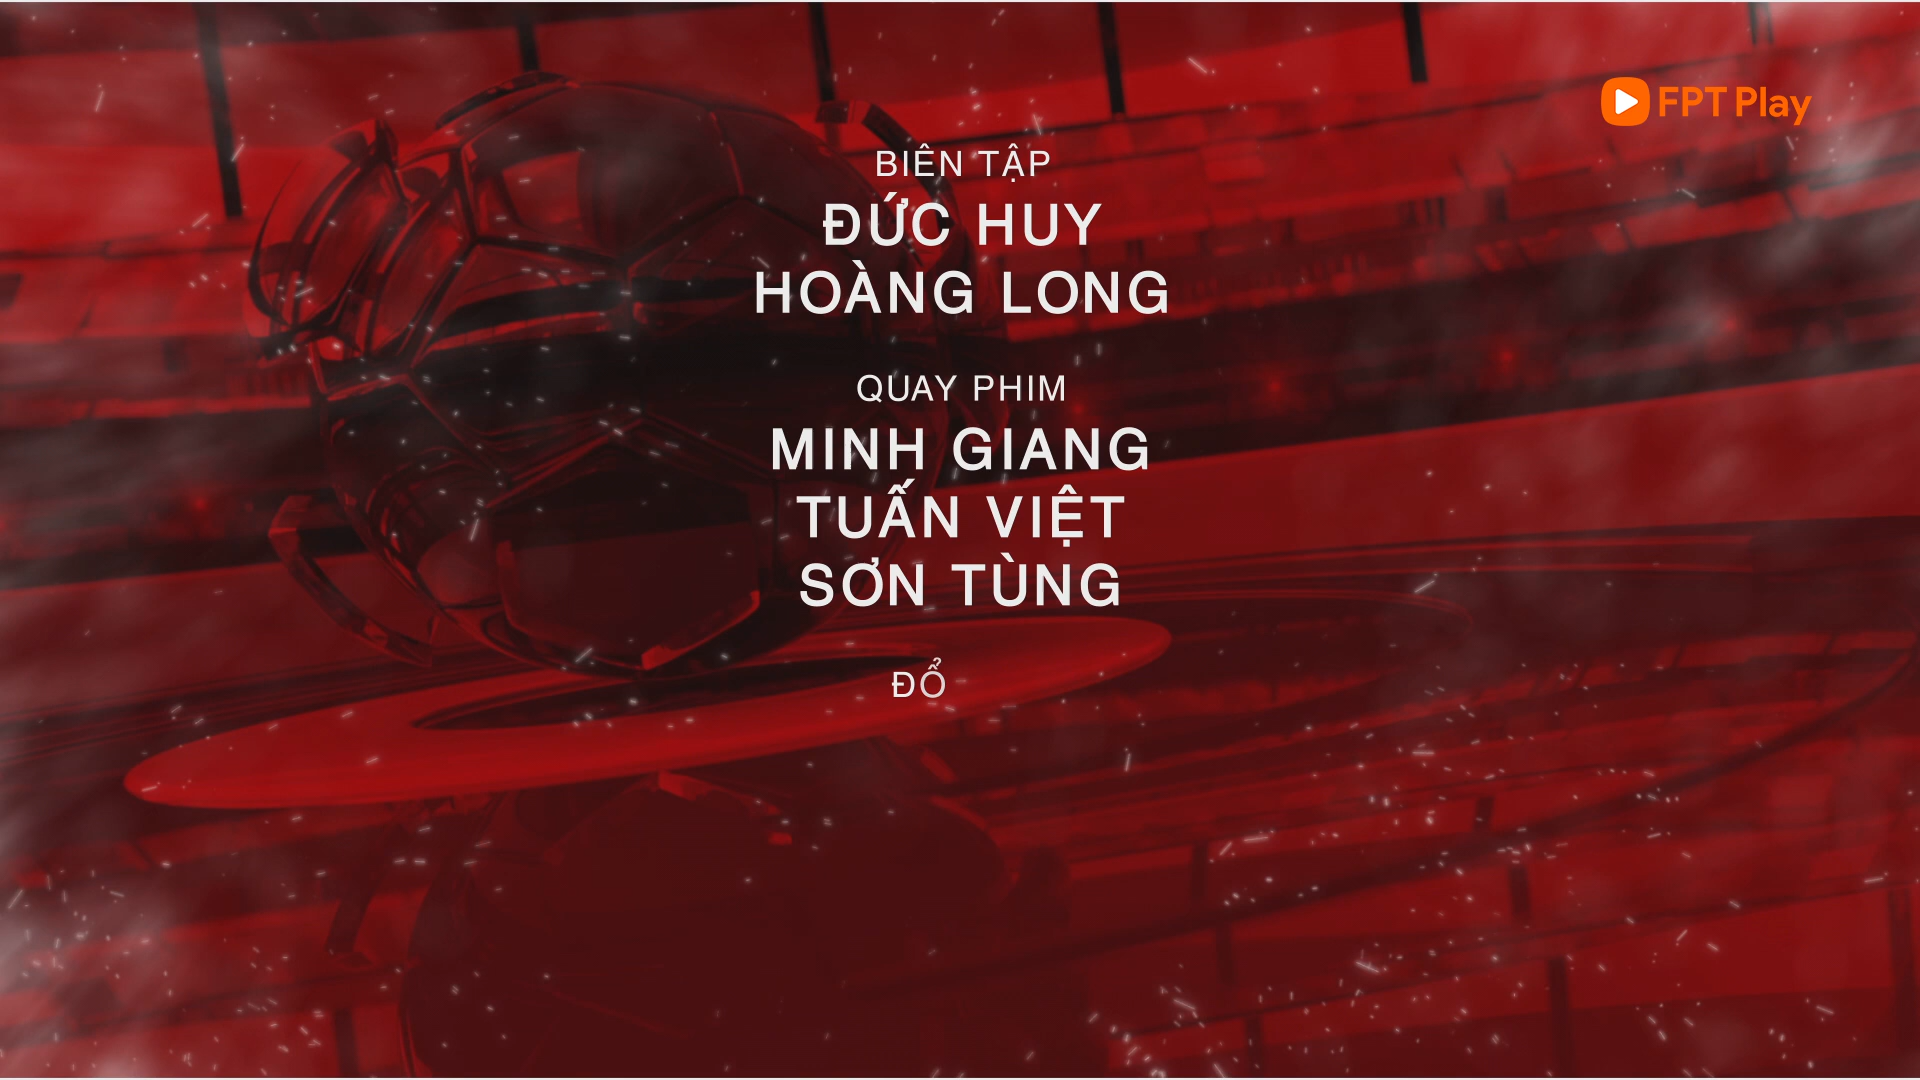 FPT Play
BIÊN TẬP
ĐỨC HUY
HOÀNG LONG
QUAY PHIM
MINH GIANG
TUẤN VIỆT
SƠN TÙNG
ĐỔ